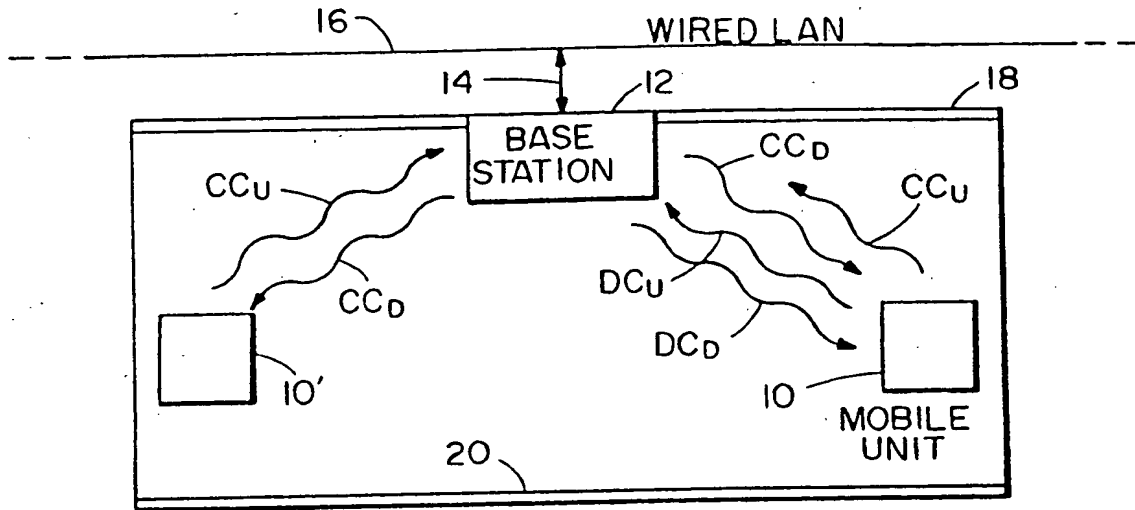 16
WIRED LAN
14
12
18
BASE
STATION
CCU
CCD
CCD
CCU
DCU
DCD
10'
10
MOBILE
UNIT
20